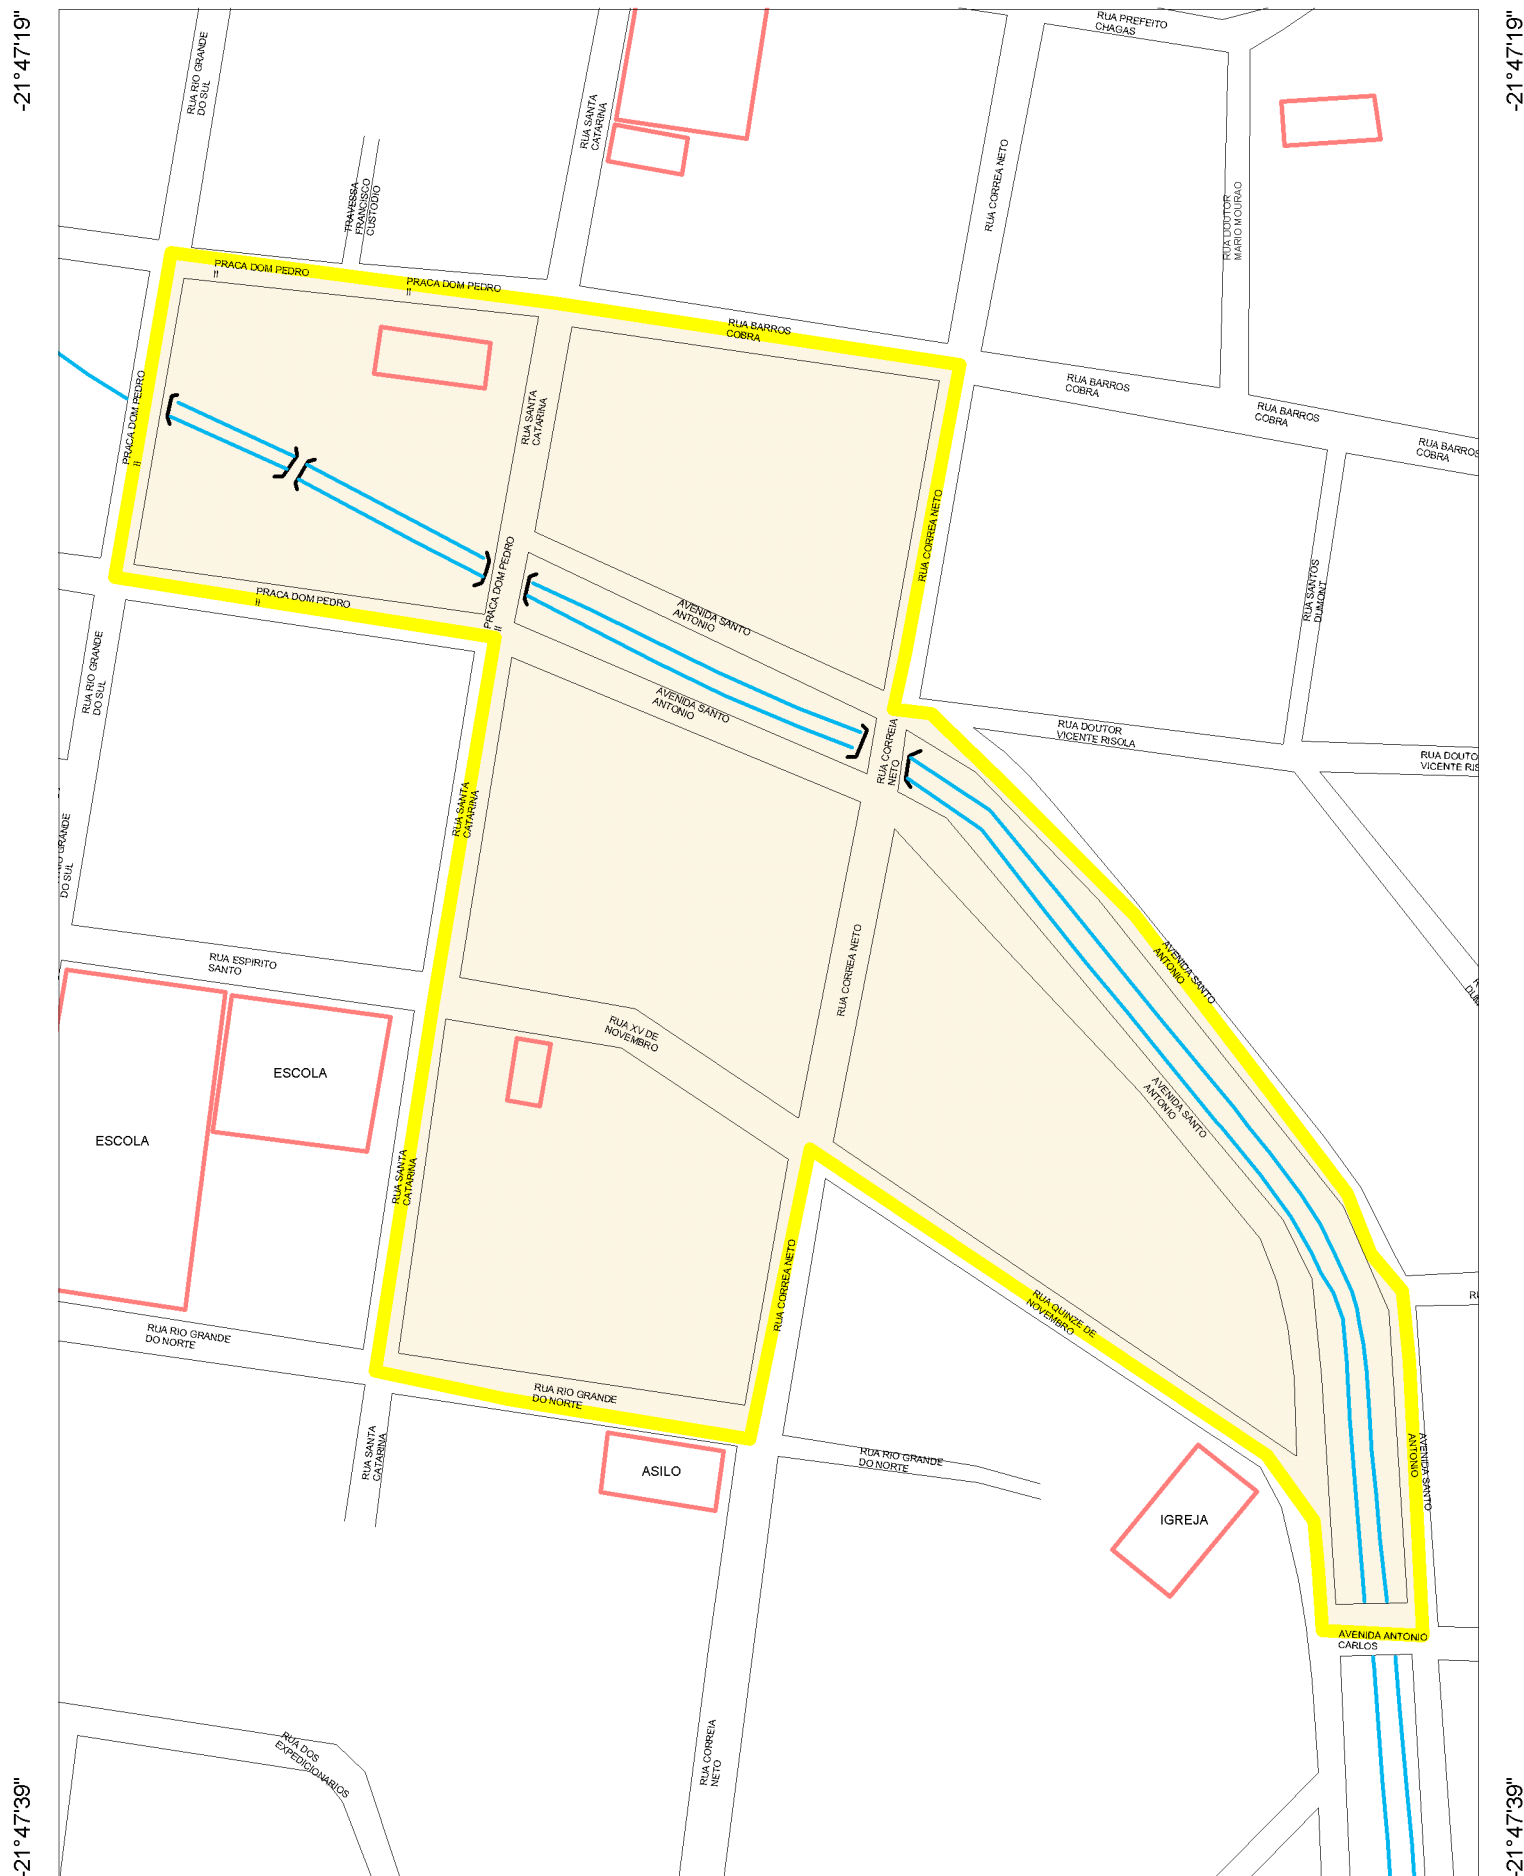 -21°47'19"
-21°47'19"
RUA PREFEITO
CHAGAS
RUA RIO GRANDE
DO SUL
RUA SANTA
CATARINA
RUA CORREA NETO
TRAVESSA
FRANCISCO
CUSTODIO
RUA DOUTOR
MARIO MOURAO
PRACA DOM PEDRO
II
PRACA DOM PEDRO
II
RUA BARROS
COBRA
RUA BARROS
COBRA
RUA BARROS
COBRA
RUA BARROS
COBRA
PRACA DOM PEDRO
II
RUA SANTA
CATARINA
RUA CORREA NETO
PRACA DOM PEDRO
II
PRACA DOM PEDRO
II
AVENIDA SANTO
ANTONIO
RUA SANTOS
DUMONT
RUA RIO GRANDE
DO SUL
AVENIDA SANTO
ANTONIO
RUA CORREIA
NETO
RUA DOUTOR
VICENTE RISOLA
RUA DOUTO
VICENTE RIS
RUA SANTA
CATARINA
GRANDE
DO SUL
RUA ESPIRITO
SANTO
RUA CORREA NETO
AVENIDA SANTO
ANTONIO
RUA XV DE
NOVEMBRO
ESCOLA
ESCOLA
AVENIDA SANTO
ANTONIO
RUA SANTA
CATARINA
RUA CORREA NETO
RUA QUINZE DE
NOVEMBRO
RUA RIO GRANDE
DO NORTE
RUA RIO GRANDE
DO NORTE
RUA SANTA
CATARINA
ASILO
RUA RIO GRANDE
DO NORTE
AVENIDA SANTO
ANTONIO
IGREJA
AVENIDA ANTONIO
CARLOS
RUA DOS
EXPEDICIONARIOS
RUA CORREIA
NETO
-21°47'39"
-21°47'39"